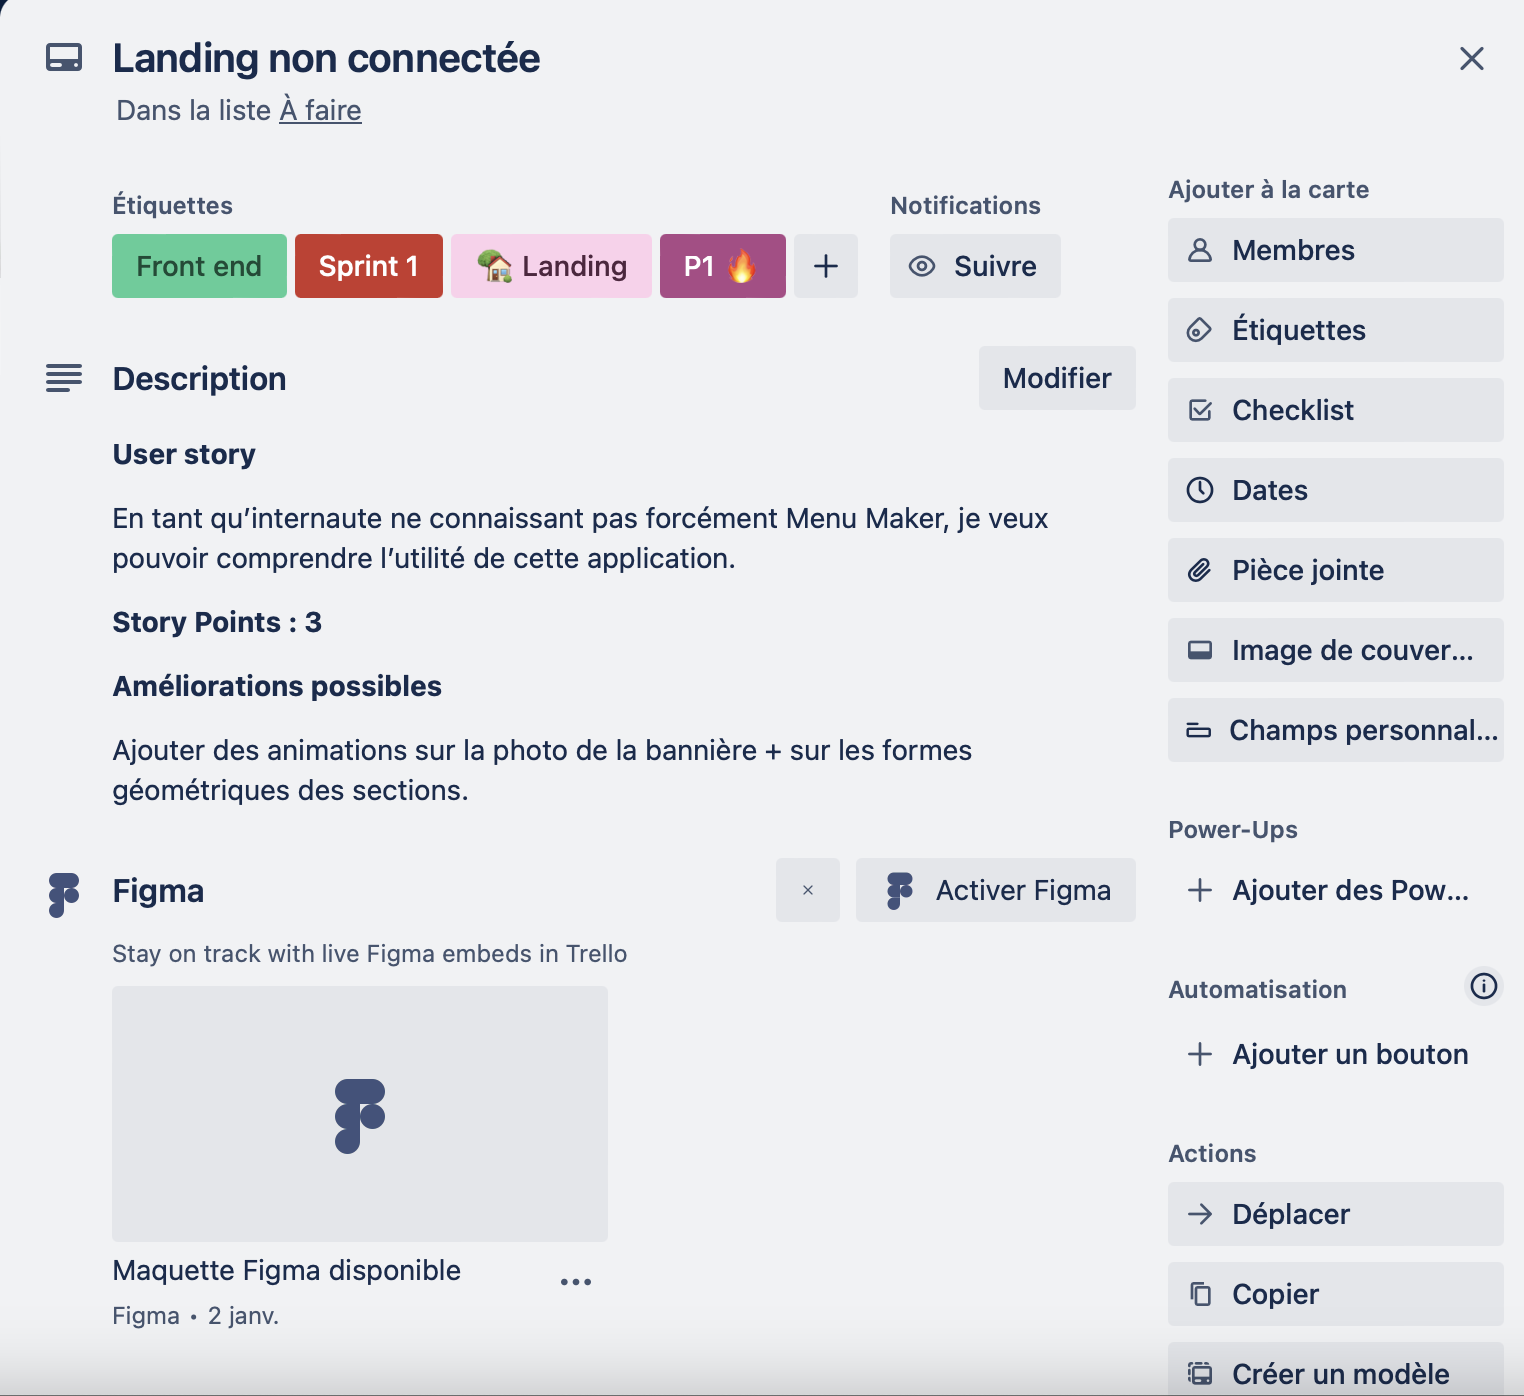 Landing non connectée
Dans la liste À faire
Étiquettes
Front end
Sprint 1
🏡 Landing
P1 🔥
Notifications
Suivre
Description
Modifier
User story
En tant qu’internaute ne connaissant pas forcément Menu Maker, je veux
pouvoir comprendre l’utilité de cette application.
Story Points : 3
Améliorations possibles
Ajouter des animations sur la photo de la bannière + sur les formes
géométriques des sections.
Figma
Activer Figma
Stay on track with live Figma embeds in Trello
Maquette Figma disponible
Figma • 2 janv.
Ajouter à la carte
Membres
Étiquettes
Checklist
Dates
Pièce jointe
Image de couver...
Champs personnal...
Power-Ups
Ajouter des Pow...
Automatisation
Ajouter un bouton
Actions
Déplacer
Copier
Créer un modèle